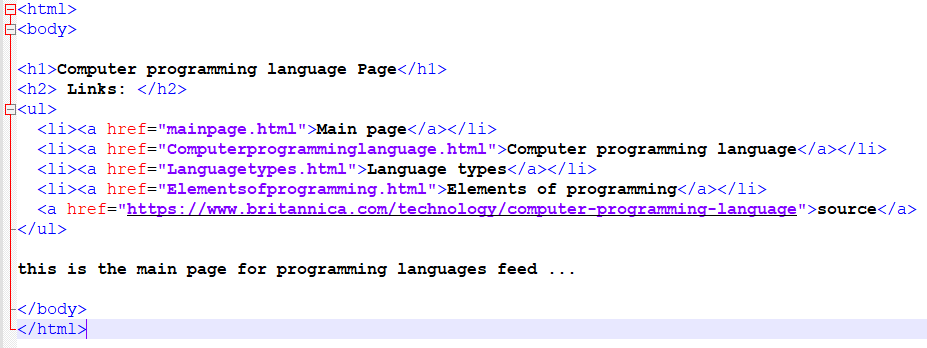 <html>
<body>
<h1>Computer programming language Page</h1>
<h2> Links: </h2>
<ul>
<li><a href="mainpage.html">Main page</a></li>
<li><a href="Computerprogramminglanguage.html">Computer programming language</a></li>
<li><a href="Languagetypes.html">Language types</a></li>
<li><a href="Elementsofprogramming.html">Elements of programming</a></li>
<a href="https://www.britannica.com/technology/computer-programming-language">source</a>
</ul>
this is the main page for programming languages feed ...
</body>
</html>